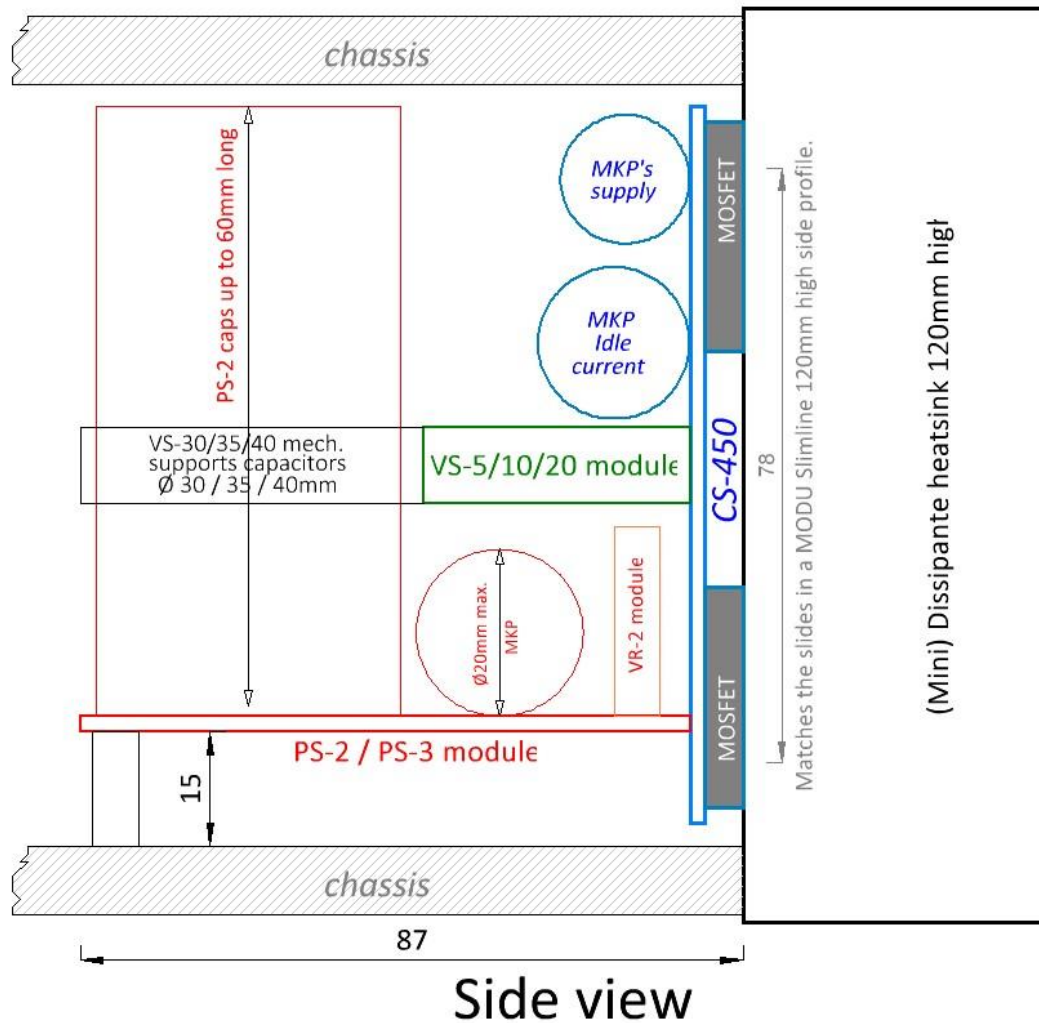 chassis
PS-2 caps up to 60mm long
MKP's
supply
MKP
Idle
current
MOSFET
VS-30/35/40 mech.
supports capacitors
Ø 30 / 35 / 40mm
VS-5/10/20 module
CS-450
78
Matches the slides in a MODU Slimline 120mm high side profile.
(Mini) Dissipante heatsink 120mm high
Ø20mm max.
MKP
VR-2 module
MOSFET
PS-2 / PS-3 module
15
chassis
87
Side view